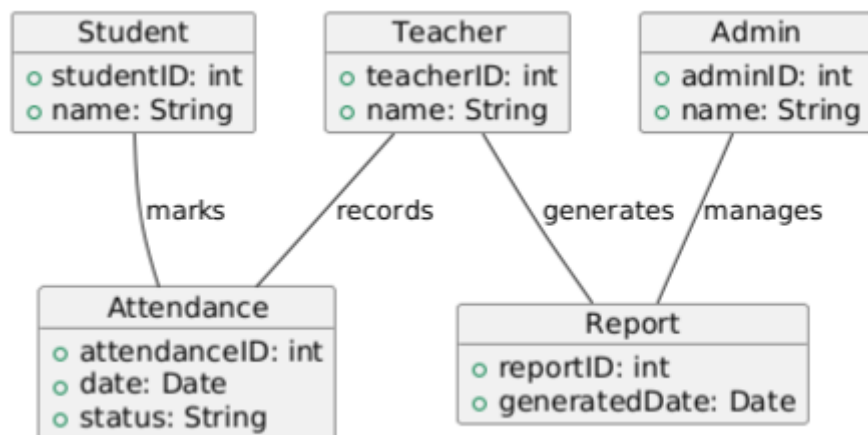 Student
studentID: int
name: String
Teacher
teacherID: int
name: String
Admin
adminID: int
name: String
marks
records
generates
manages
Attendance
attendanceID: int
date: Date
status: String
Report
reportID: int
generatedDate: Date